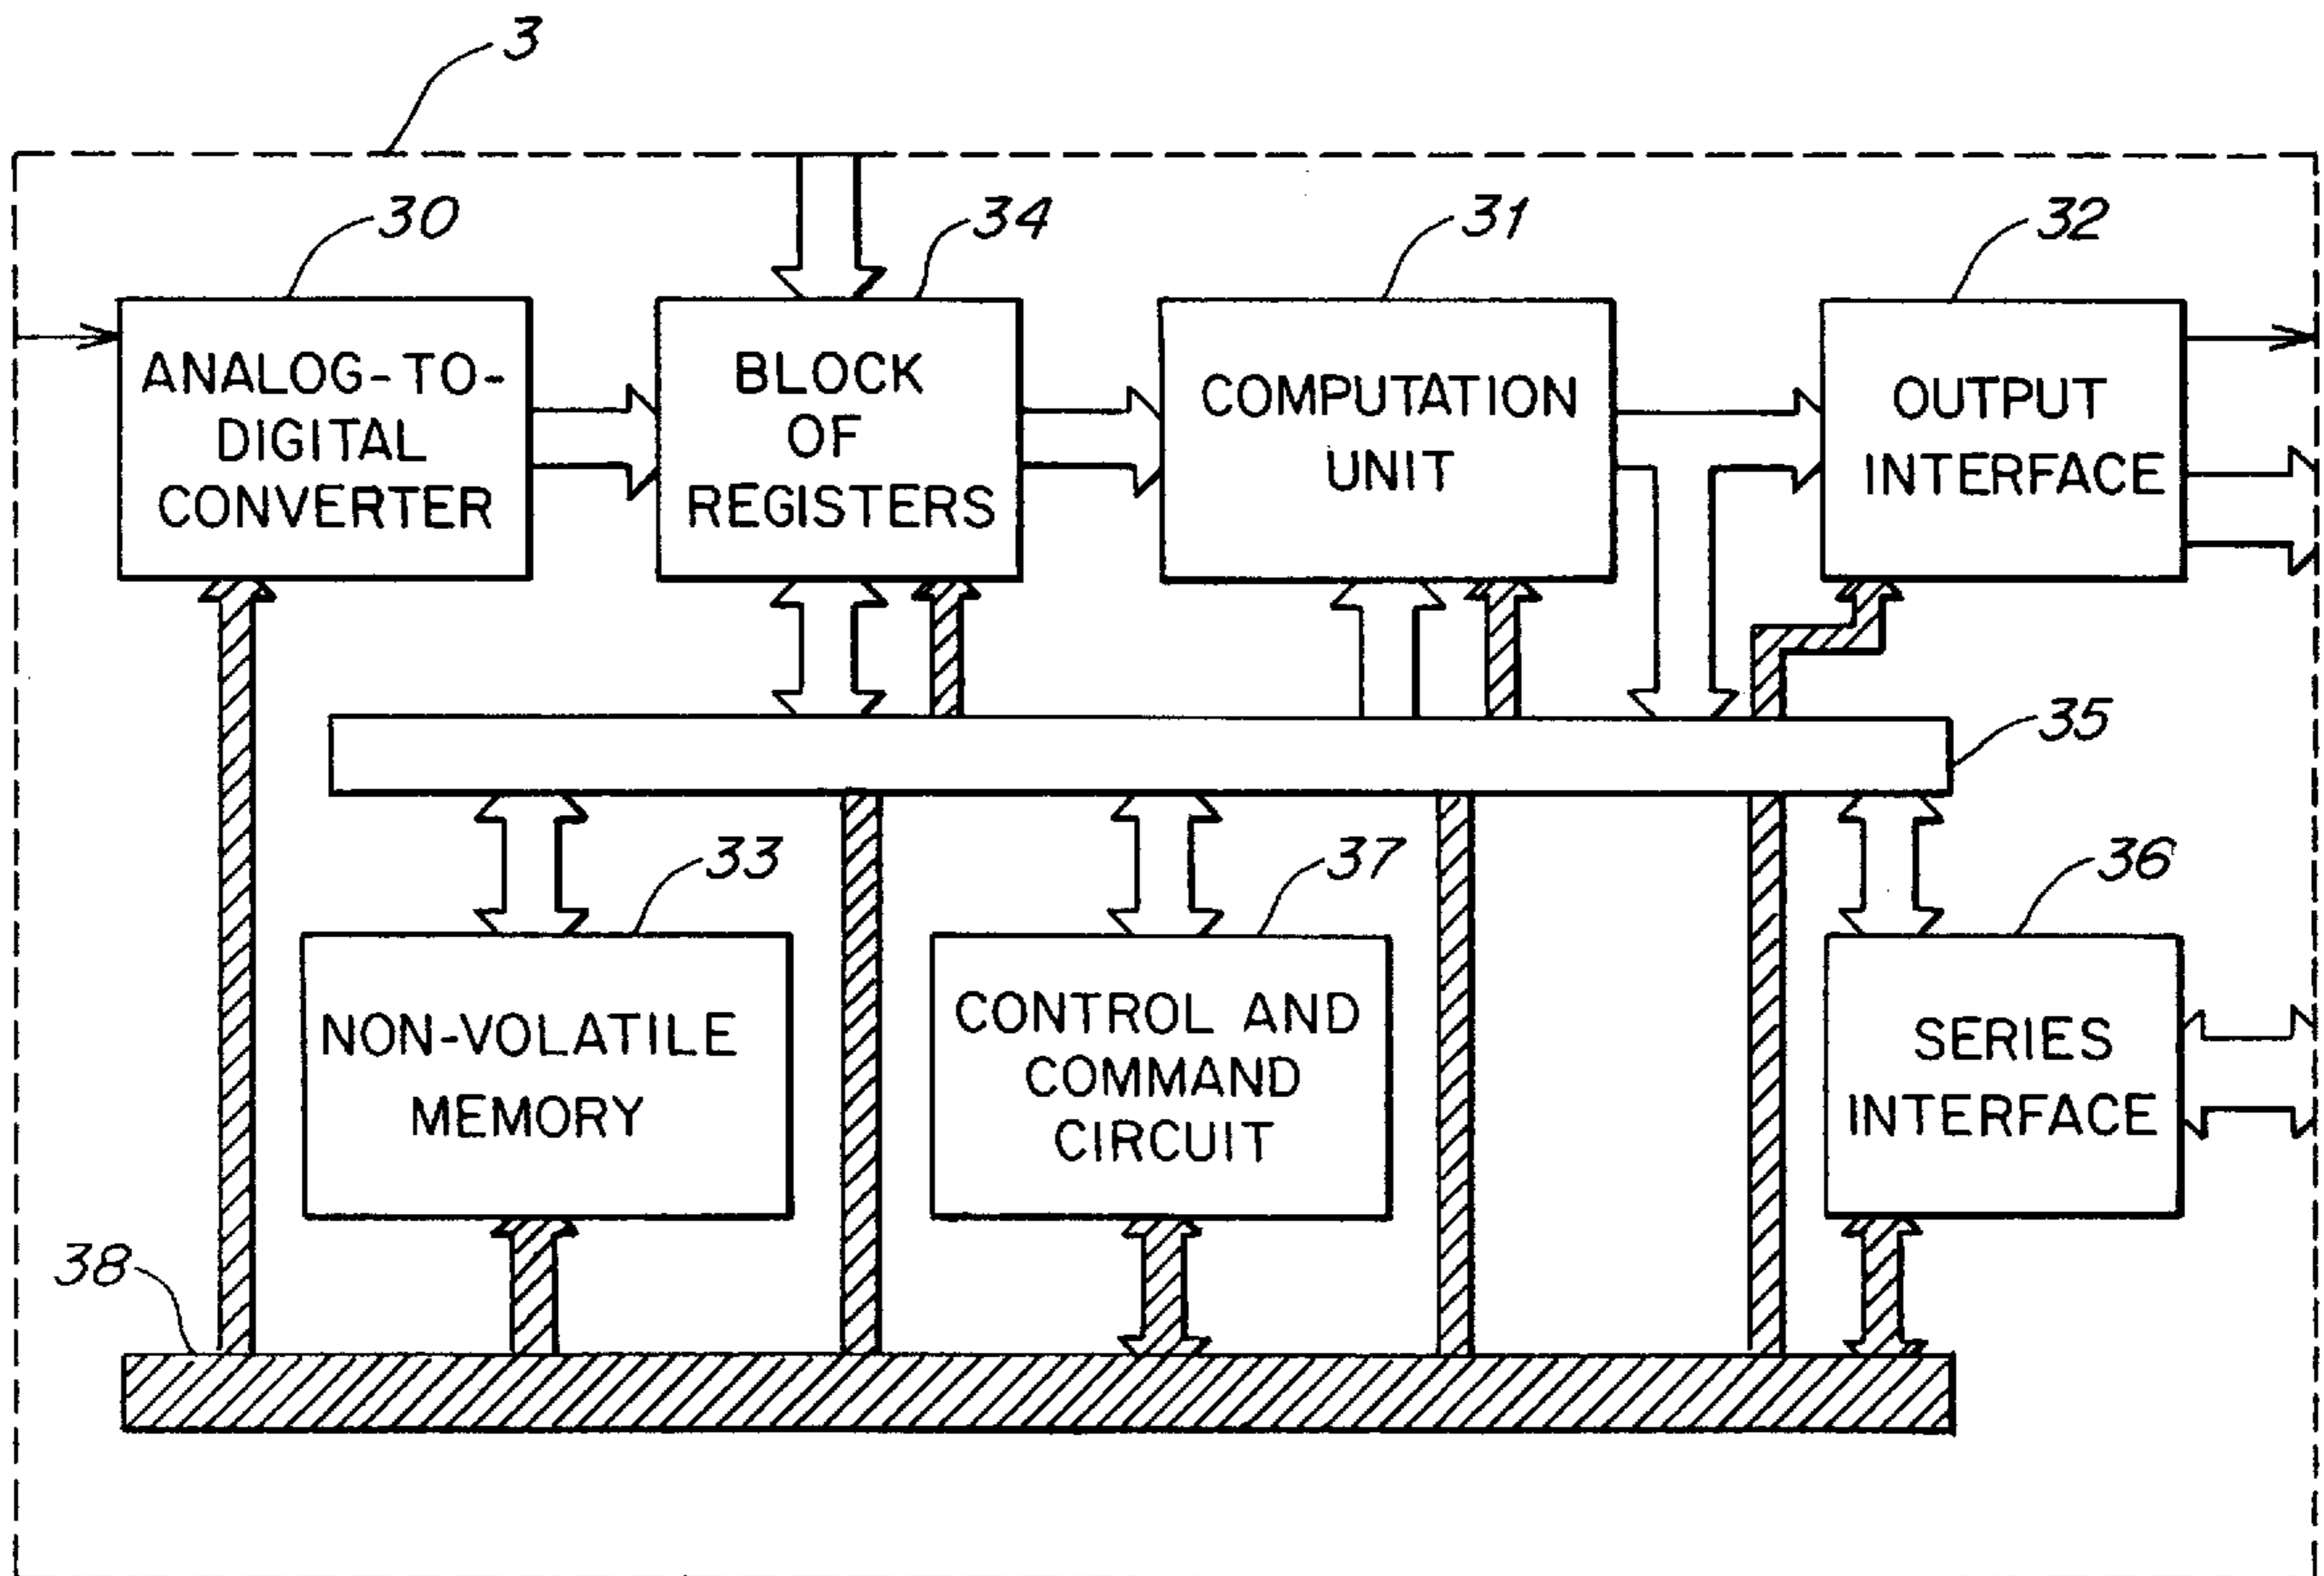 3
30
34
31
32
ANALOG-TO-
DIGITAL
CONVERTER
BLOCK
OF
REGISTERS
COMPUTATION
UNIT
OUTPUT
INTERFACE
35
33
37
36
NON-VOLATILE
MEMORY
CONTROL AND
COMMAND
CIRCUIT
SERIES
INTERFACE
38